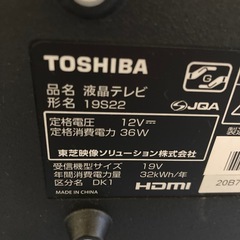 TOSHIBA
品名 液晶テレビ
形名 19S22
JQA
定格電圧 12V
定格消費電力 36W
東芝映像ソリューション株式会社
受信機型サイズ 19V
年間消費電力量 32kWh/年
区分名 DK1
HDMI
MADE IN CHINA